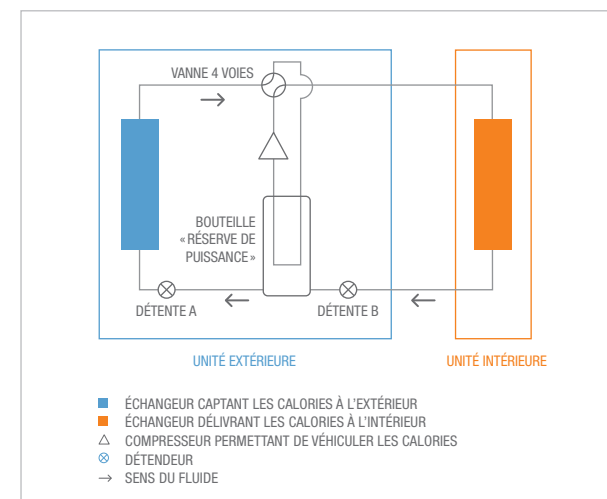 VANNE 4 VOIES
BOUTEILLE
« RÉSERVE DE
PUISSANCE »
DÉTENTE A
DÉTENTE B
UNITÉ EXTÉRIEURE
UNITÉ INTÉRIEURE
ÉCHANGEUR CAPTANT LES CALORIES À L'EXTÉRIEUR
ÉCHANGEUR DÉLIVRANT LES CALORIES À L'INTÉRIEUR
COMPRESSEUR PERMETTANT DE VÉHICULER LES CALORIES
DÉTENDEUR
SENS DU FLUIDE